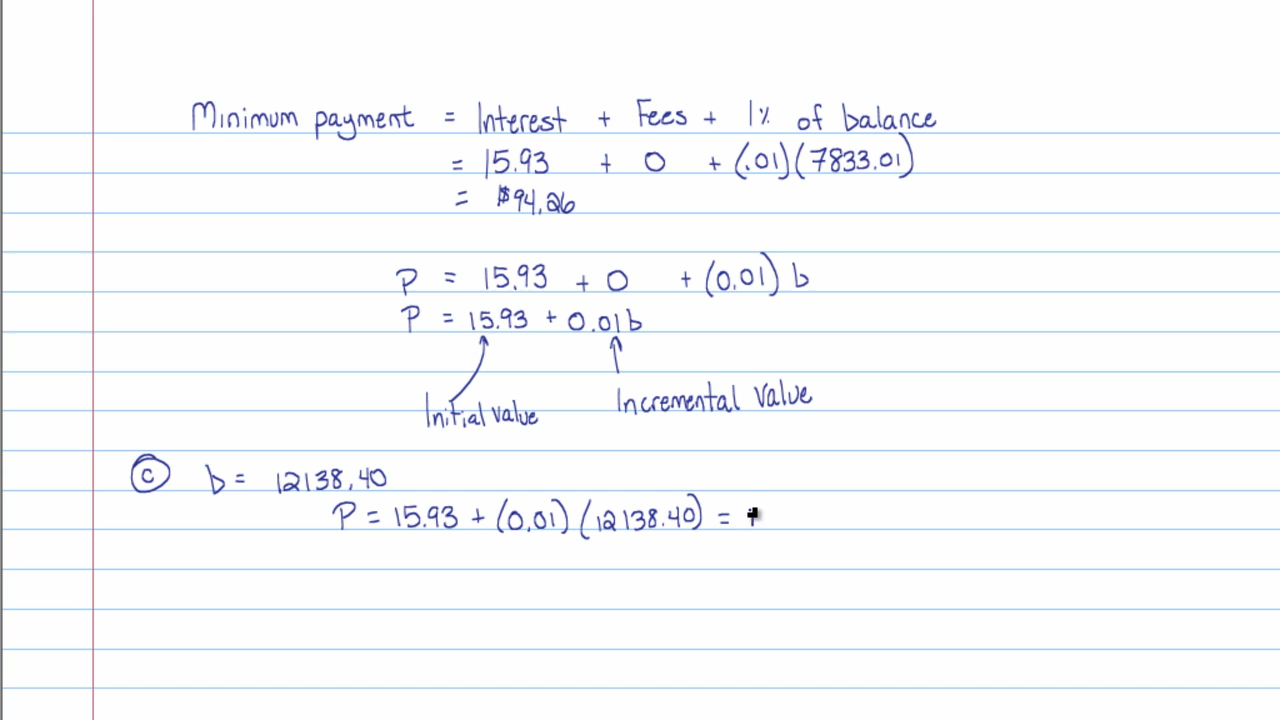 Minimum payment = Interest + Fees + 1% of balance
= 15.93 + 0 + (.01)(7833.01)
= $94.26
P = 15.93 + 0 + (0.01) b
P = 15.93 + 0.01b
Initial value
Incremental value
c b = 12138.40
P = 15.93 + (0.01) (12138.40) =